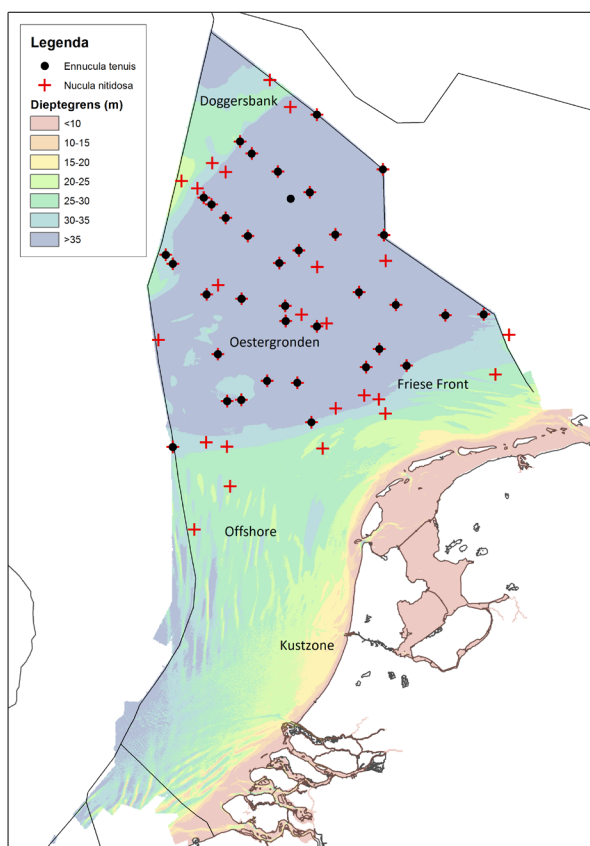 Legenda
Ennucula tenuis
Nucula nitidosa
Dieptegrens (m)
<10
10-15
15-20
20-25
25-30
30-35
>35
Doggersbank
Oestergronden
Friese Front
Offshore
Kustzone